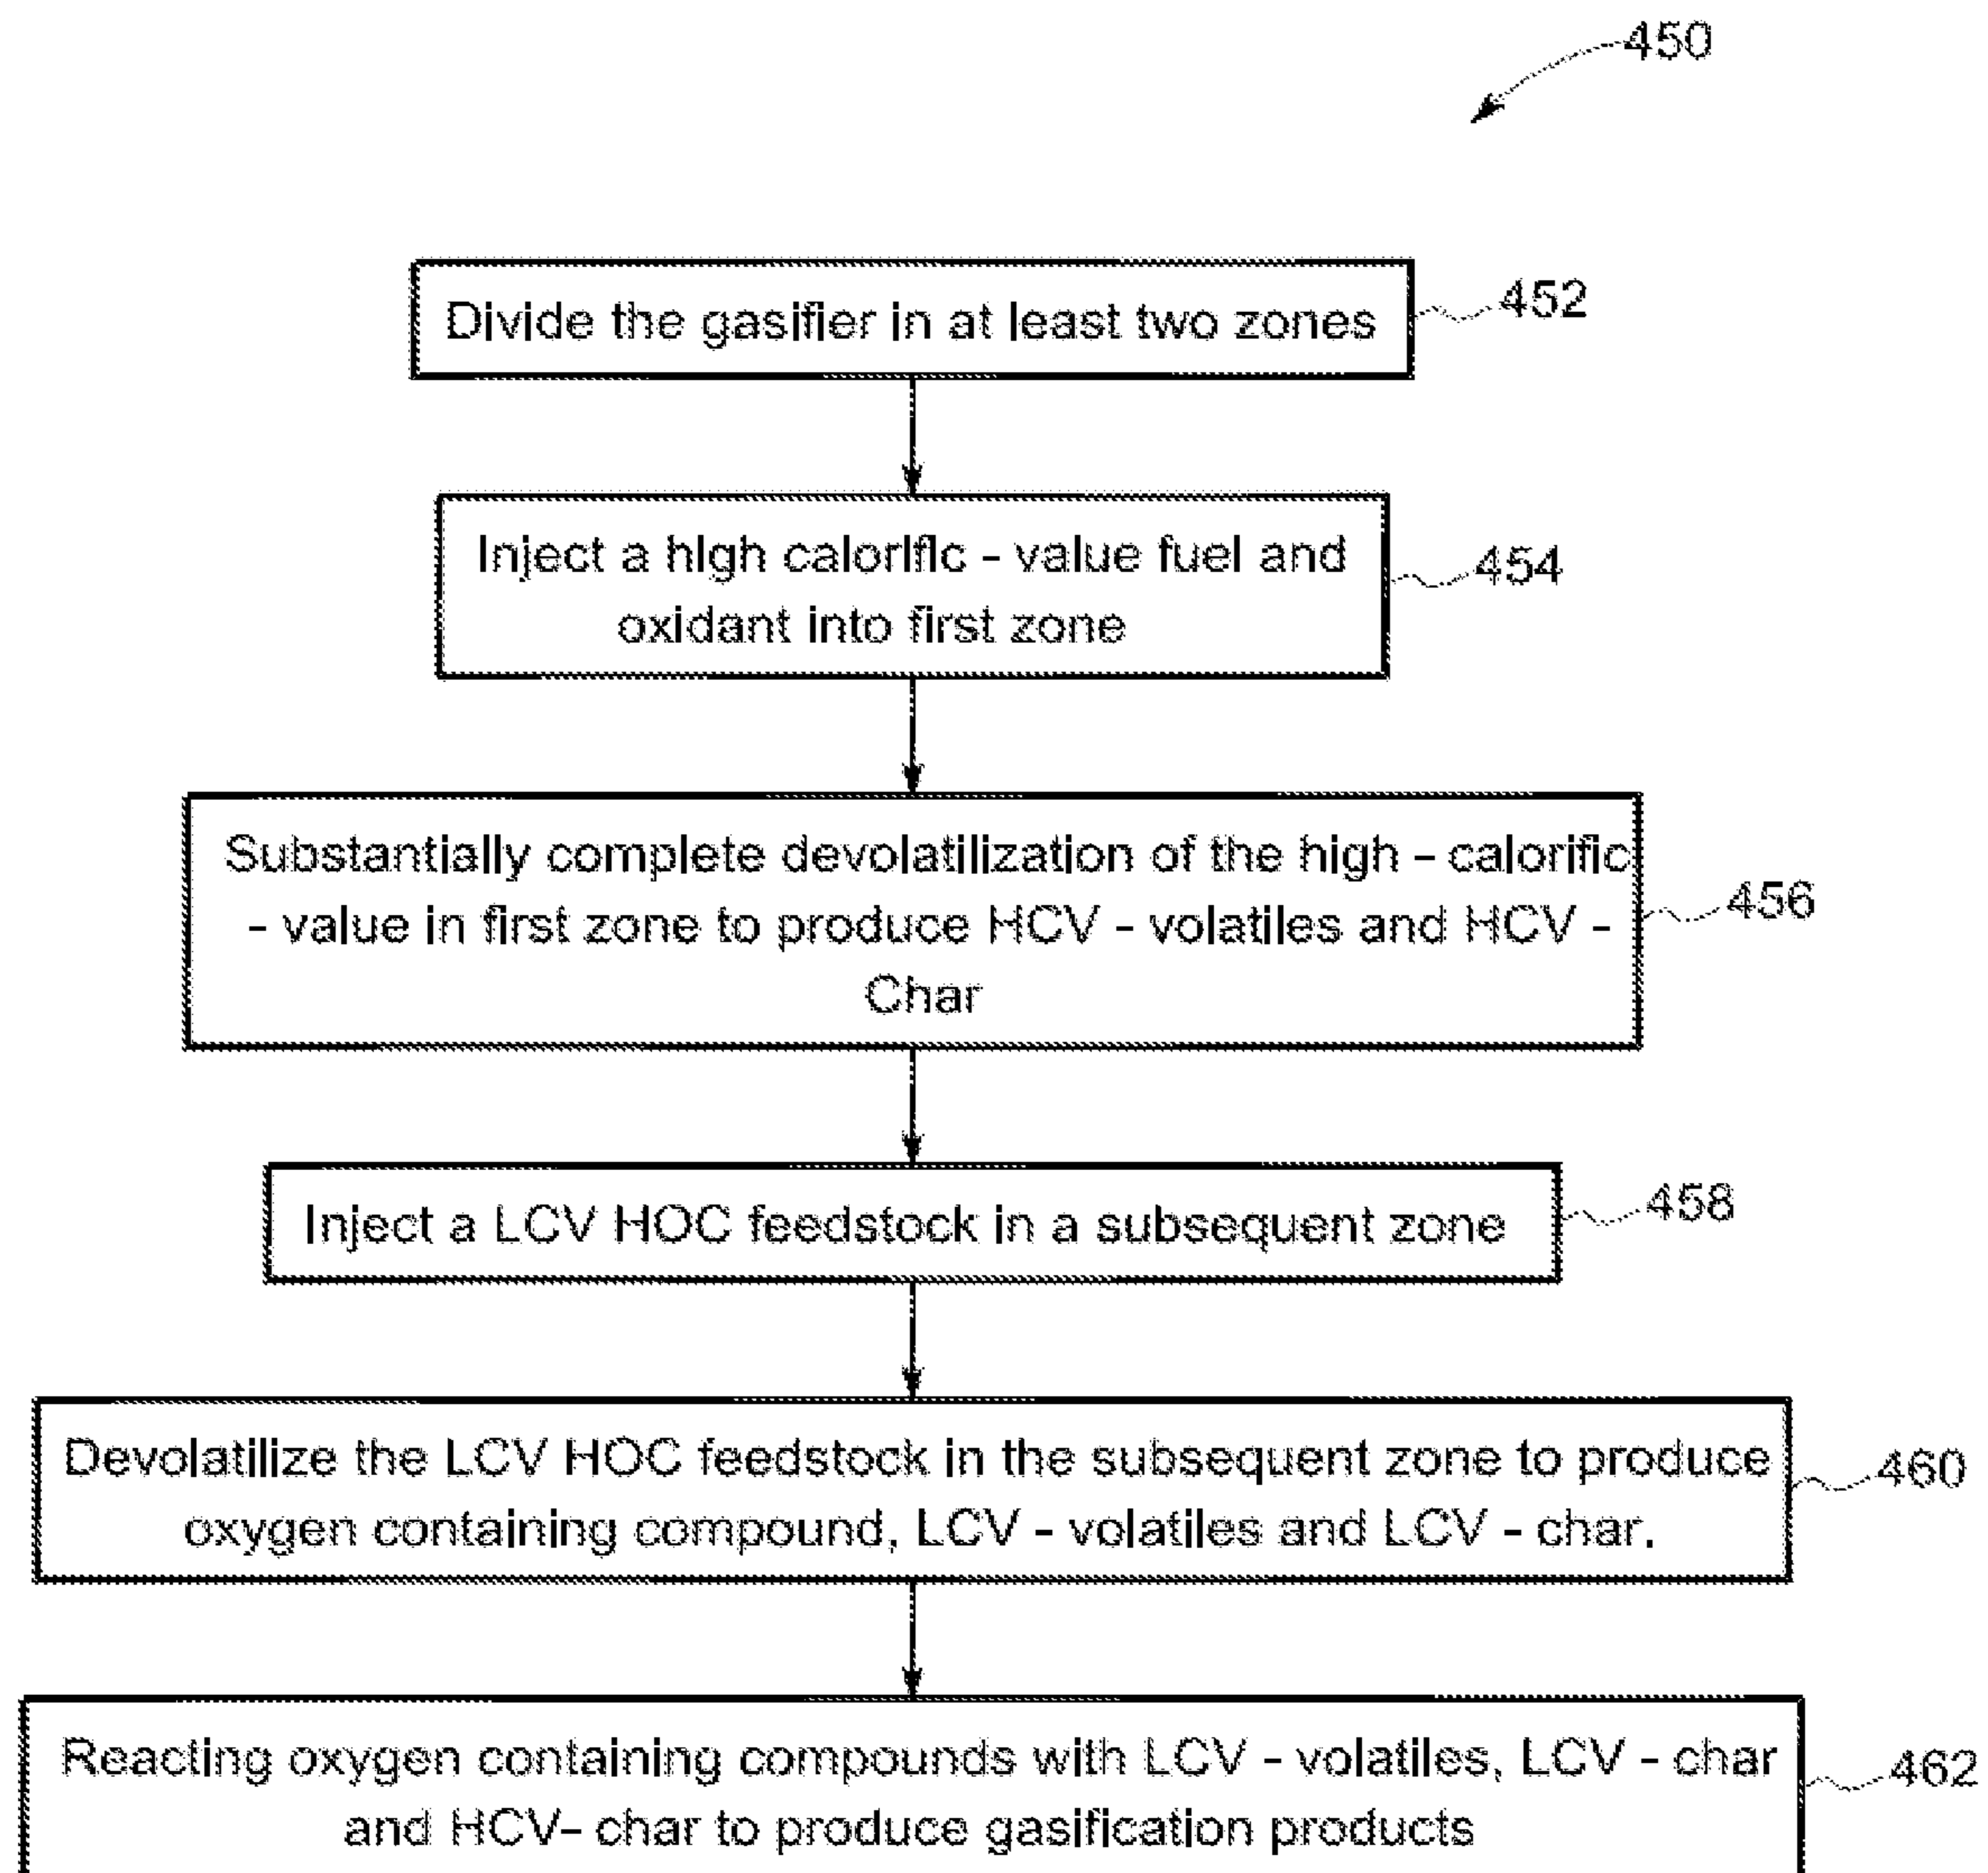 450
Divide the gasifier in at least two zones
452
Inject a high calorific - value fuel and
oxidant into first zone
454
Substantially complete devolatilization of the high - calorific
- value in first zone to produce HCV - volatiles and HCV -
Char
456
Inject a LCV HOC feedstock in a subsequent zone
458
Devolatilize the LCV HOC feedstock in the subsequent zone to produce
oxygen containing compound, LCV - volatiles and LCV - char.
460
Reacting oxygen containing compounds with LCV - volatiles, LCV - char
and HCV– char to produce gasification products
462